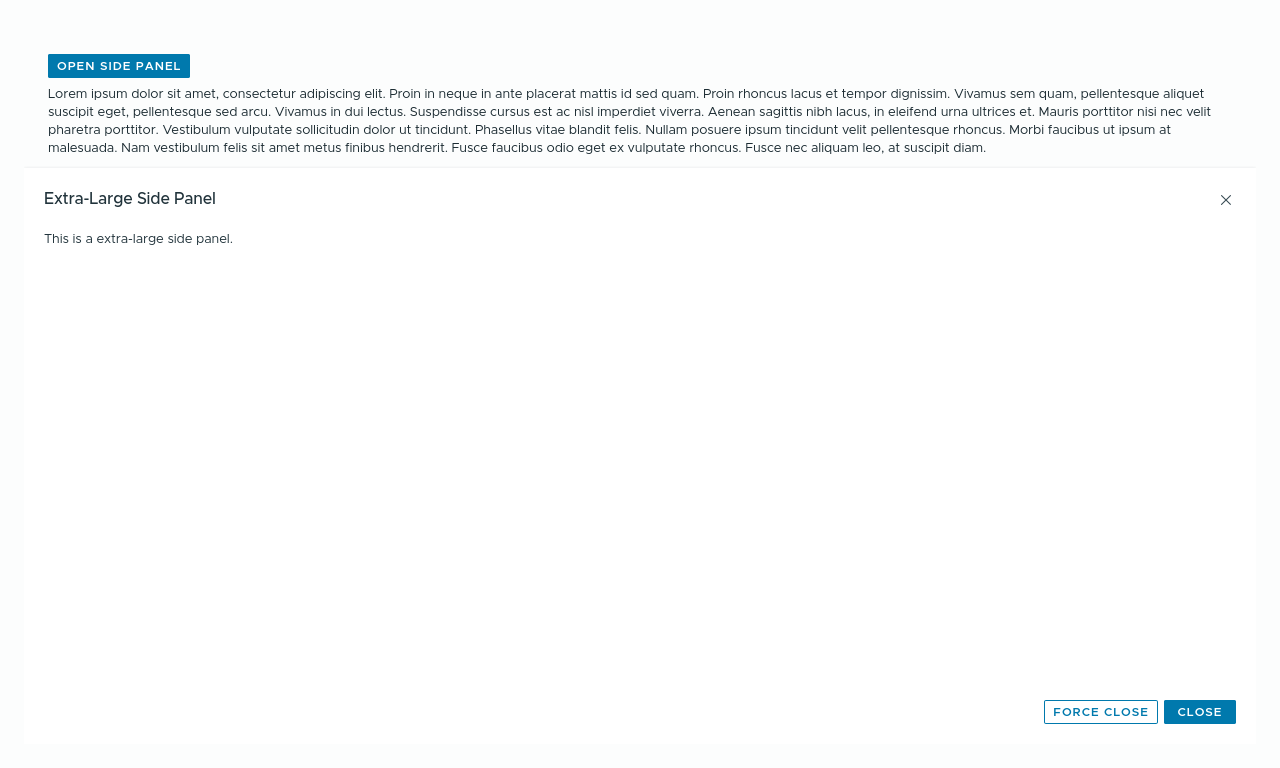 OPEN SIDE PANEL
Lorem ipsum dolor sit amet, consectetur adipiscing elit. Proin in neque in ante placerat mattis id sed quam. Proin rhoncus lacus et tempor dignissim. Vivamus sem quam, pellentesque aliquet
suscipit eget, pellentesque sed arcu. Vivamus in dui lectus. Suspendisse cursus est ac nisl imperdiet viverra. Aenean sagittis nibh lacus, in eleifend urna ultrices et. Mauris porttitor nisi nec velit
pharetra porttitor. Vestibulum vulputate sollicitudin dolor ut tincidunt. Phasellus vitae blandit felis. Nullam posuere ipsum tincidunt velit pellentesque rhoncus. Morbi faucibus ut ipsum at
malesuada. Nam vestibulum felis sit amet metus finibus hendrerit. Fusce faucibus odio eget ex vulputate rhoncus. Fusce nec aliquam leo, at suscipit diam.
Extra-Large Side Panel
This is a extra-large side panel.
FORCE CLOSE CLOSE